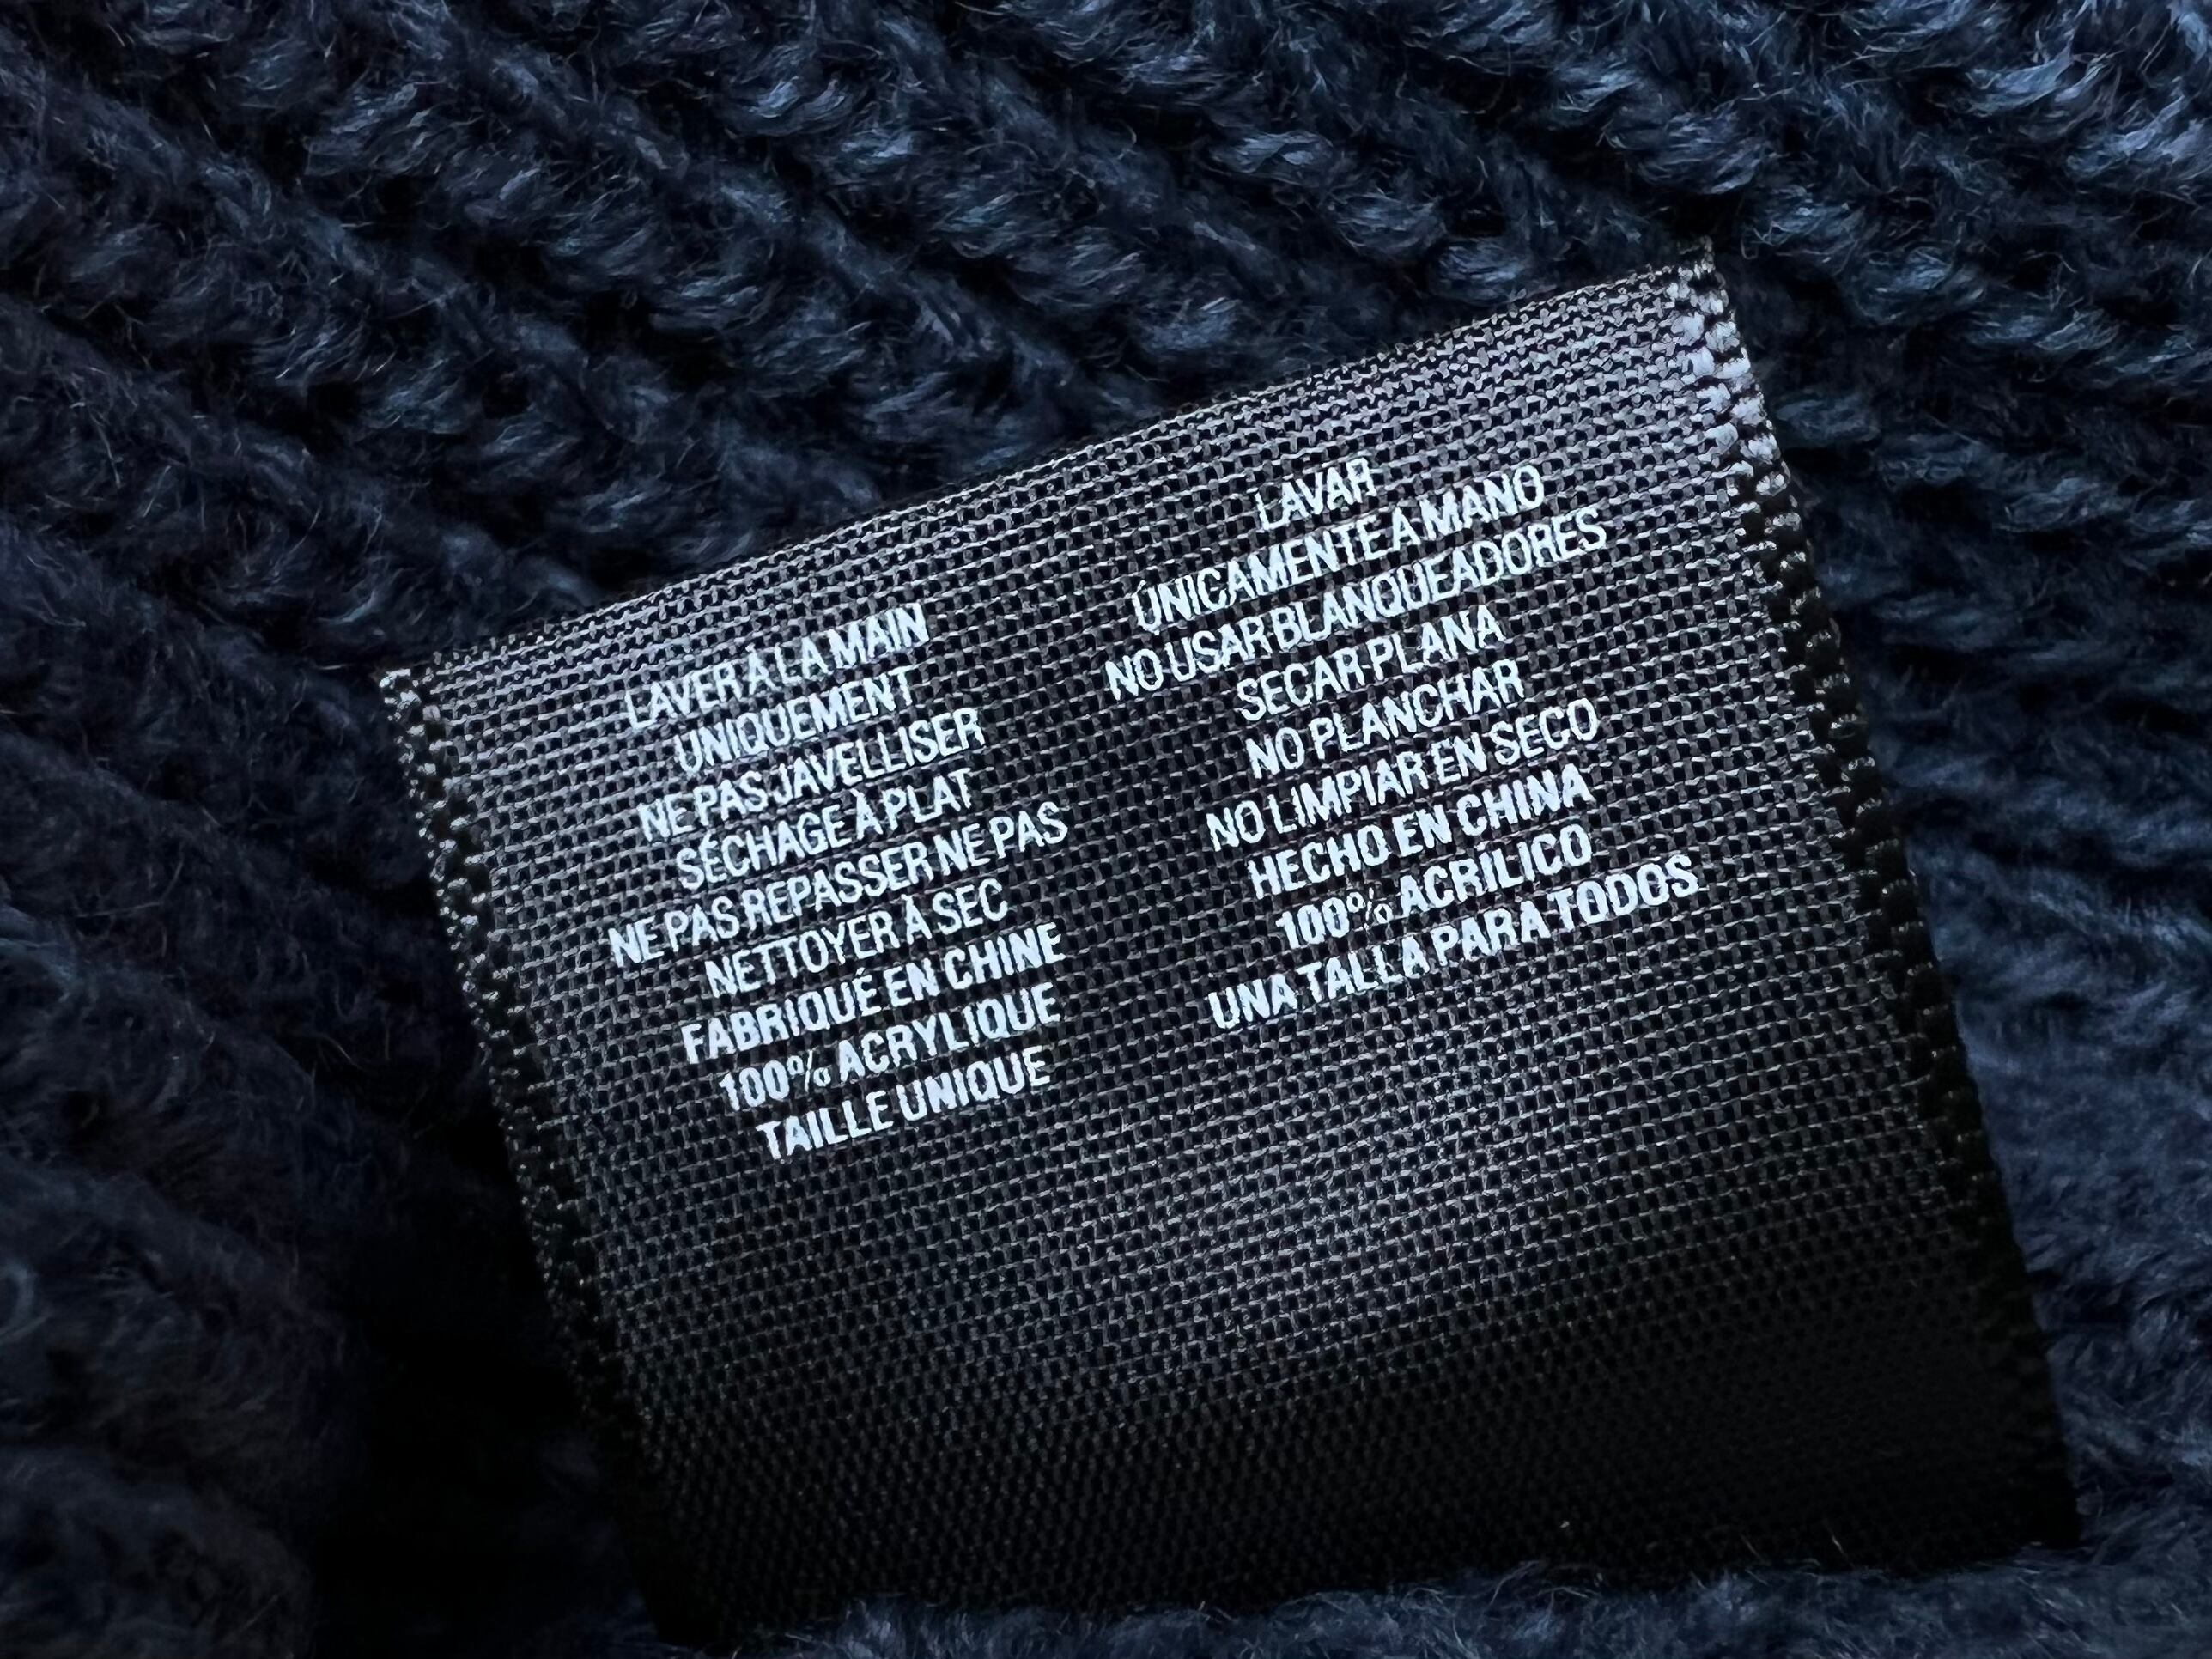 LAVER À LA MAIN
UNIQUEMENT
NE PAS JAVELLISER
SÉCHAGE À PLAT
NE PAS REPASSER NE PAS
NETTOYER À SEC
FABRIQUÉ EN CHINE
100% ACRYLIQUE
TAILLE UNIQUE
LAVAR
ÚNICAMENTE A MANO
NO USAR BLANQUEADORES
SECAR PLANA
NO PLANCHAR
NO LIMPIAR EN SECO
HECHO EN CHINA
100% ACRÍLICO
UNA TALLA PARA TODOS